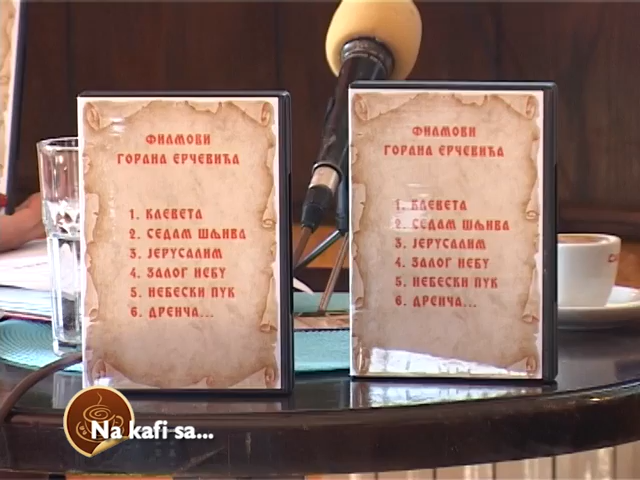 ФИЛМОВИ
ГОРАНА ЕРЧЕВИЋА
1. КЛЕВЕТА
2. СЕДАМ ШЉИВА
3. ЈЕРУСАЛИМ
4. ЗАЛОГ НЕБУ
5. НЕБЕСКИ ПУК
6. ДРЕНЧА...
ФИЛМОВИ
ГОРАНА ЕРЧЕВИЋА
1. КЛЕВЕТА
2. СЕДАМ ШЉИВА
3. ЈЕРУСАЛИМ
4. ЗАЛОГ НЕБУ
5. НЕБЕСКИ ПУК
6. ДРЕНЧА...
Na kafi sa...